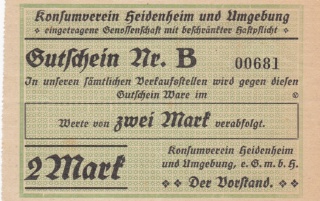 Konsumverein Heidenheim und Umgebung
eingetragene Genossenschaft mit beschränkter Haftpflicht
Gutschein Nr. B 00681
In unseren sämtlichen Verkaufsstellen wird gegen diesen
Gutschein Ware im
Werte von zwei Mark verabfolgt.
2 Mark
Konsumverein Heidenheim
und Umgebung, e. G. m. b. H.
Der Vorstand.